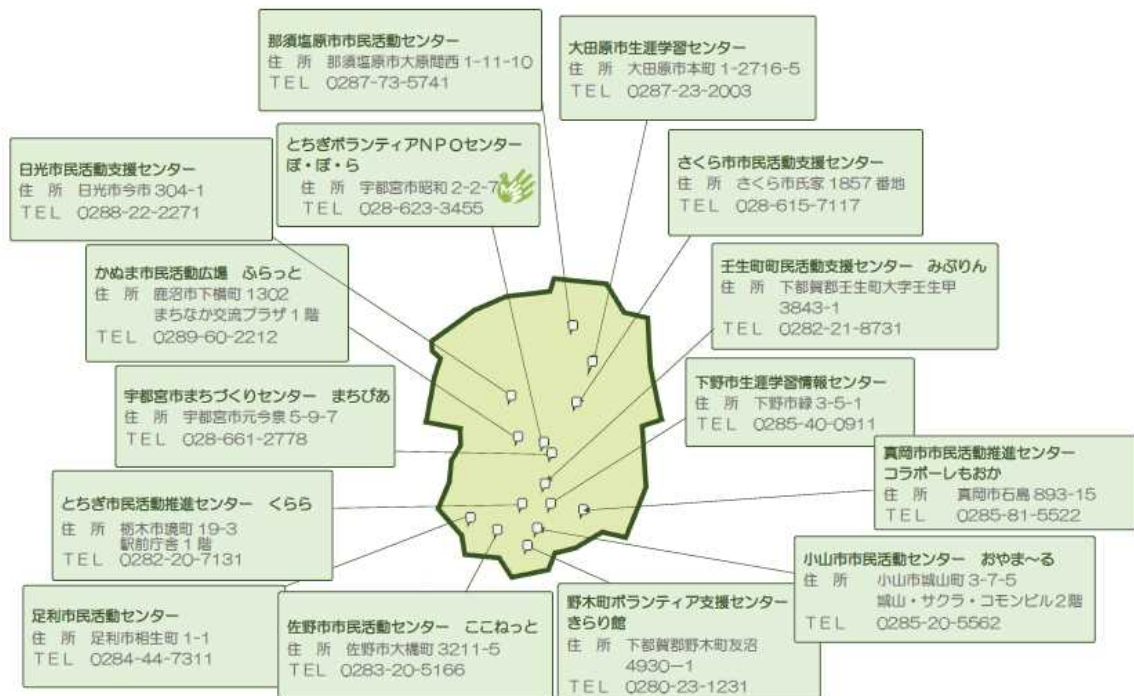 那須塩原市市民活動センター
住 所 那須塩原市大原間西 1-11-10
TEL 0287-73-5741
大田原市生涯学習センター
住 所 大田原市本町 1-2716-5
TEL 0287-23-2003
日光市民活動支援センター
住 所 日光市今市 304-1
TEL 0288-22-2271
とちぎボランティアNPOセンター
ぽ・ぽ・ら
住 所 宇都宮市昭和 2-2-7
TEL 028-623-3455
さくら市市民活動支援センター
住 所 さくら市氏家 1857 番地
TEL 028-615-7117
かぬま市民活動広場 ふらっと
住 所 鹿沼市下横町 1302
まちなか交流プラザ 1 階
TEL 0289-60-2212
壬生町町民活動支援センター みぶりん
住 所 下都賀郡壬生町大字壬生甲
3843-1
TEL 0282-21-8731
宇都宮市まちづくりセンター まちぴあ
住 所 宇都宮市元今泉 5-9-7
TEL 028-661-2778
下野市生涯学習情報センター
住 所 下野市緑 3-5-1
TEL 0285-40-0911
真岡市市民活動推進センター
コラボーレもおか
住 所 真岡市石島 893-15
TEL 0285-81-5522
とちぎ市民活動推進センター くらら
住 所 栃木市境町 19-3
駅前庁舎 1 階
TEL 0282-20-7131
小山市市民活動センター おやま～る
住 所 小山市城山町 3-7-5
城山・サクラ・コモンビル2階
TEL 0285-20-5562
足利市民活動センター
住 所 足利市相生町 1-1
TEL 0284-44-7311
佐野市市民活動センター ここねっと
住 所 佐野市大橋町 3211-5
TEL 0283-20-5166
野木町ボランティア支援センター
きらり館
住 所 下都賀郡野木町友沼
4930ー1
TEL 0280-23-1231